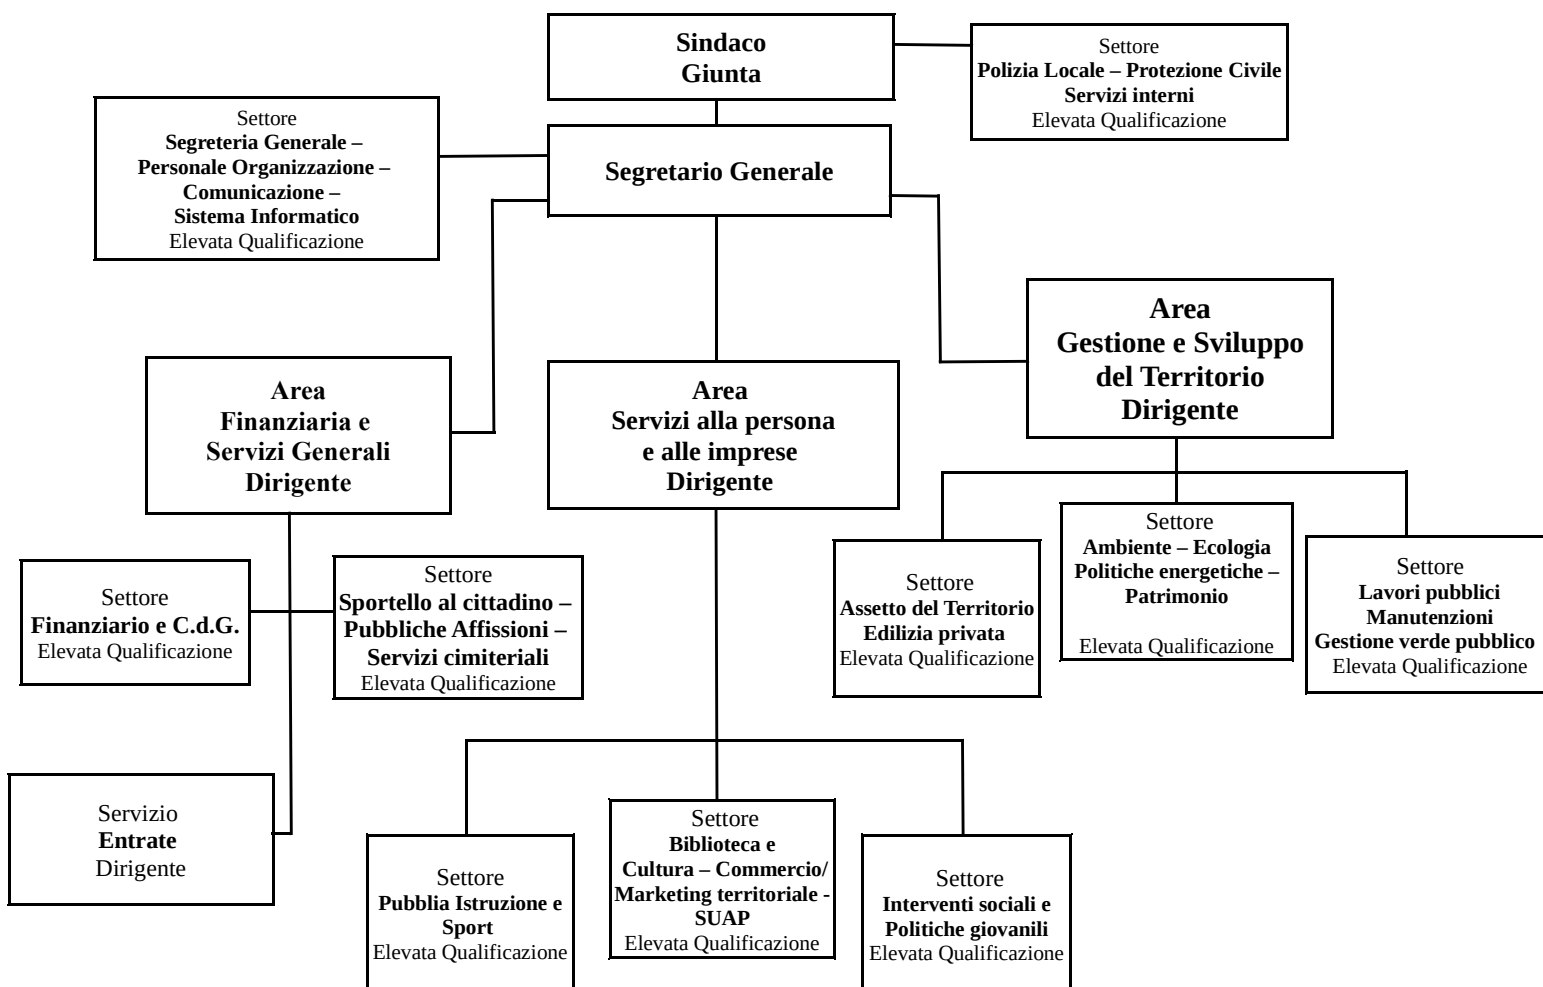 Sindaco
Giunta
Settore
Polizia Locale – Protezione Civile
Servizi interni
Elevata Qualificazione
Settore
Segreteria Generale –
Personale Organizzazione –
Comunicazione –
Sistema Informatico
Elevata Qualificazione
Segretario Generale
Area
Gestione e Sviluppo
del Territorio
Dirigente
Area
Finanziaria e
Servizi Generali
Dirigente
Area
Servizi alla persona
e alle imprese
Dirigente
Settore
Finanziario e C.d.G.
Elevata Qualificazione
Settore
Sportello al cittadino –
Pubbliche Affissioni –
Servizi cimiteriali
Elevata Qualificazione
Settore
Assetto del Territorio
Edilizia privata
Elevata Qualificazione
Settore
Ambiente – Ecologia
Politiche energetiche –
Patrimonio
Elevata Qualificazione
Settore
Lavori pubblici
Manutenzioni
Gestione verde pubblico
Elevata Qualificazione
Servizio
Entrate
Dirigente
Settore
Pubblia Istruzione e
Sport
Elevata Qualificazione
Settore
Biblioteca e
Cultura – Commercio/
Marketing territoriale -
SUAP
Elevata Qualificazione
Settore
Interventi sociali e
Politiche giovanili
Elevata Qualificazione